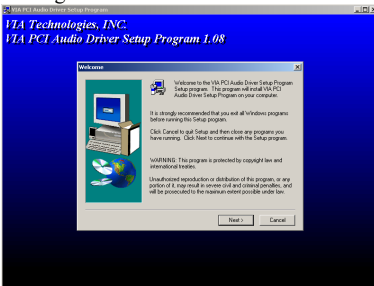 VIA PCI Audio Driver Setup Program
VIA Technologies, INC.
VIA PCI Audio Driver Setup Program 1.08
Welcome
Welcome to the VIA PCI Audio Driver Setup Program
Setup program. This program will install VIA PCI
Audio Driver Setup Program on your computer.
It is strongly recommended that you exit all Windows programs
before running this Setup program.
Click Cancel to quit Setup and then close any programs you
have running. Click Next to continue with the Setup program.
WARNING: This program is protected by copyright law and
international treaties.
Unauthorized reproduction or distribution of this program, or any
portion of it, may result in severe civil and criminal penalties, and
will be prosecuted to the maximum extent possible under law.
Next >
Cancel